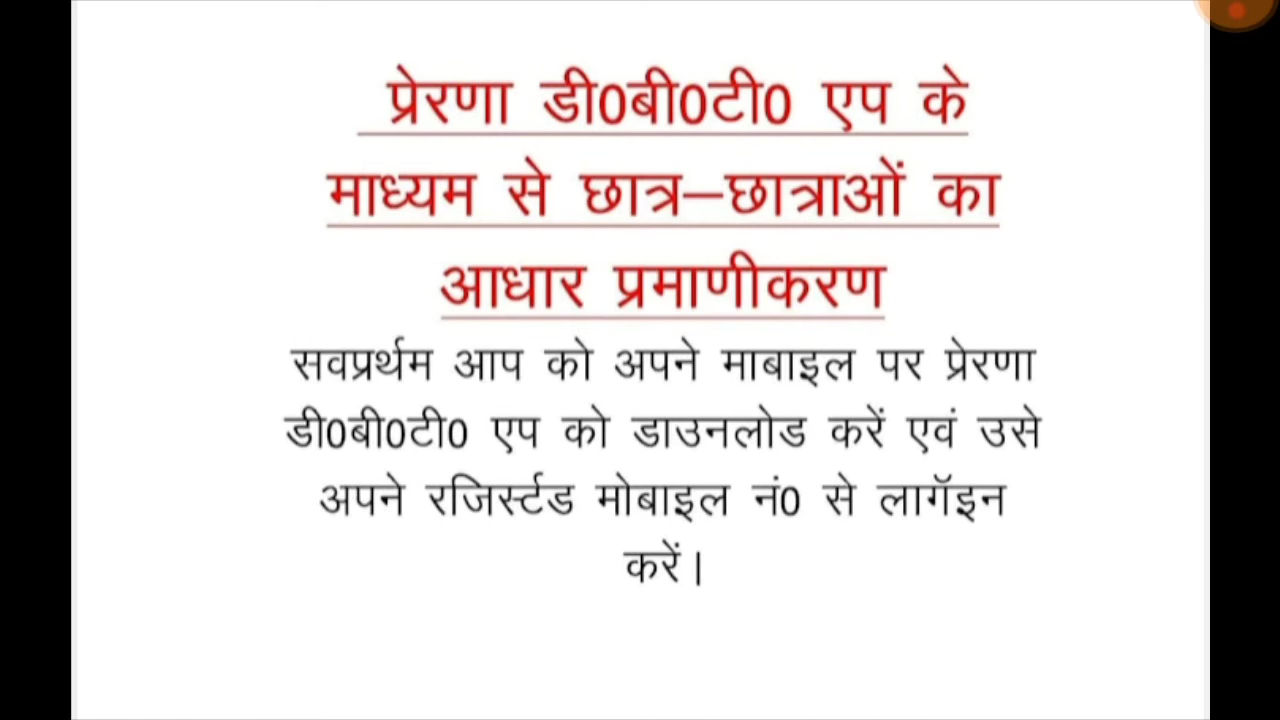 प्रेरणा डी0बी0टी0 एप के
माध्यम से छात्र–छात्राओं का
आधार प्रमाणीकरण
सवप्रर्थम आप को अपने माबाइल पर प्रेरणा
डी0बी0टी0 एप को डाउनलोड करें एवं उसे
अपने रजिर्स्टड मोबाइल नं0 से लागॅइन
करें।